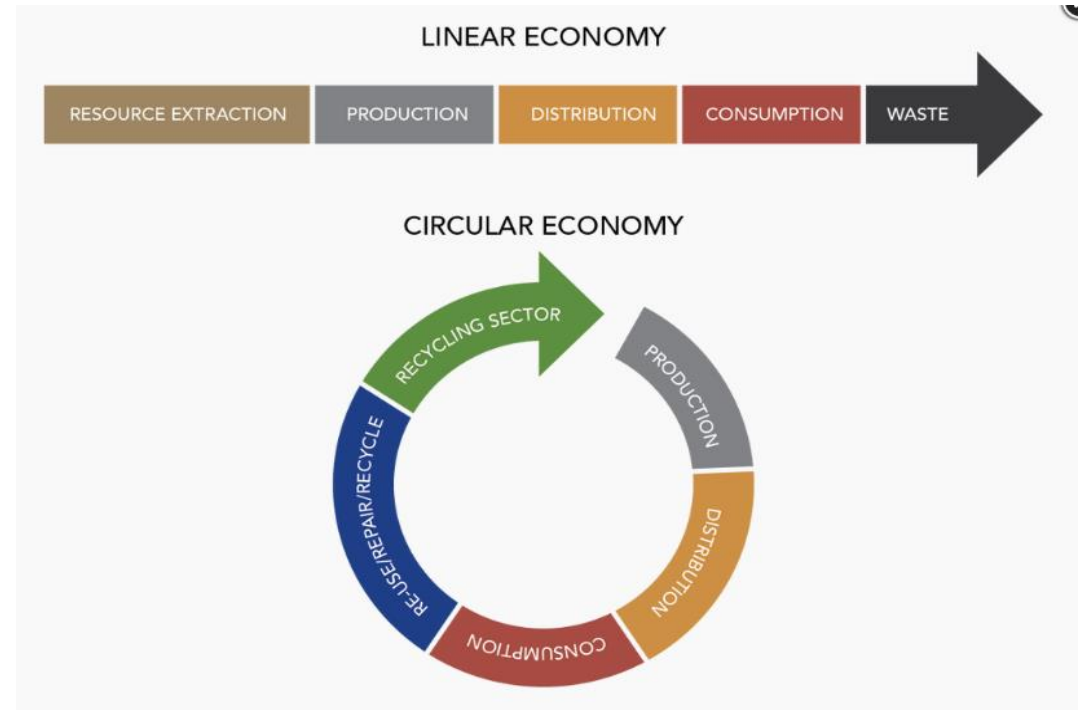 LINEAR ECONOMY
RESOURCE EXTRACTION
PRODUCTION
DISTRIBUTION
CONSUMPTION
WASTE
CIRCULAR ECONOMY
RECYCLING SECTOR
PRODUCTION
DISTRIBUTION
CONSUMPTION
RE-USE/REPAIR/RECYCLE